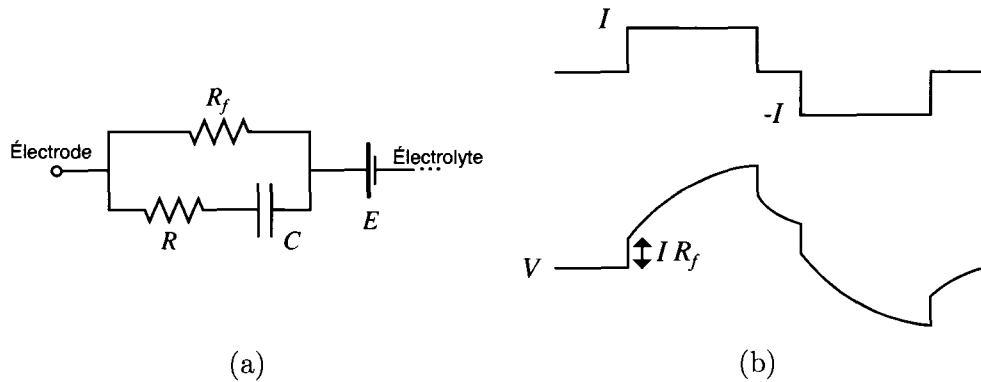 R_f
Électrode
Électrolyte
R
C
E
(a)
I
-I
I R_f
V
(b)